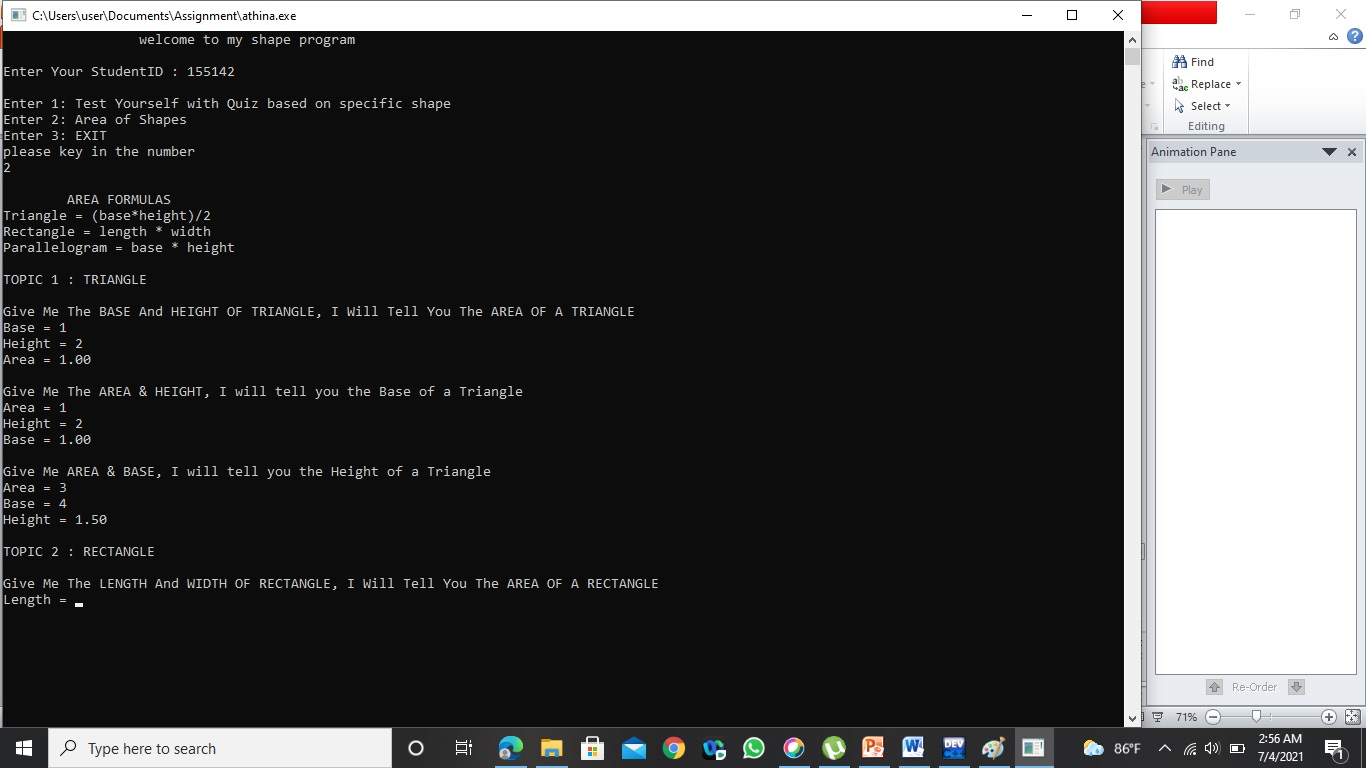 C:\Users\user\Documents\Assignment\athina.exe
welcome to my shape program
Enter Your StudentID : 155142
Enter 1: Test Yourself with Quiz based on specific shape
Enter 2: Area of Shapes
Enter 3: EXIT
please key in the number
2
AREA FORMULAS
Triangle = (base*height)/2
Rectangle = length * width
Parallelogram = base * height
TOPIC 1 : TRIANGLE
Give Me The BASE And HEIGHT OF TRIANGLE, I Will Tell You The AREA OF A TRIANGLE
Base = 1
Height = 2
Area = 1.00
Give Me The AREA & HEIGHT, I will tell you the Base of a Triangle
Area = 1
Height = 2
Base = 1.00
Give Me AREA & BASE, I will tell you the Height of a Triangle
Area = 3
Base = 4
Height = 1.50
TOPIC 2 : RECTANGLE
Give Me The LENGTH And WIDTH OF RECTANGLE, I Will Tell You The AREA OF A RECTANGLE
Length =
Find
Replace
Select
Editing
Animation Pane
Play
Re-Order
71%
Type here to search
DEV
86°F
2:56 AM
7/4/2021
1